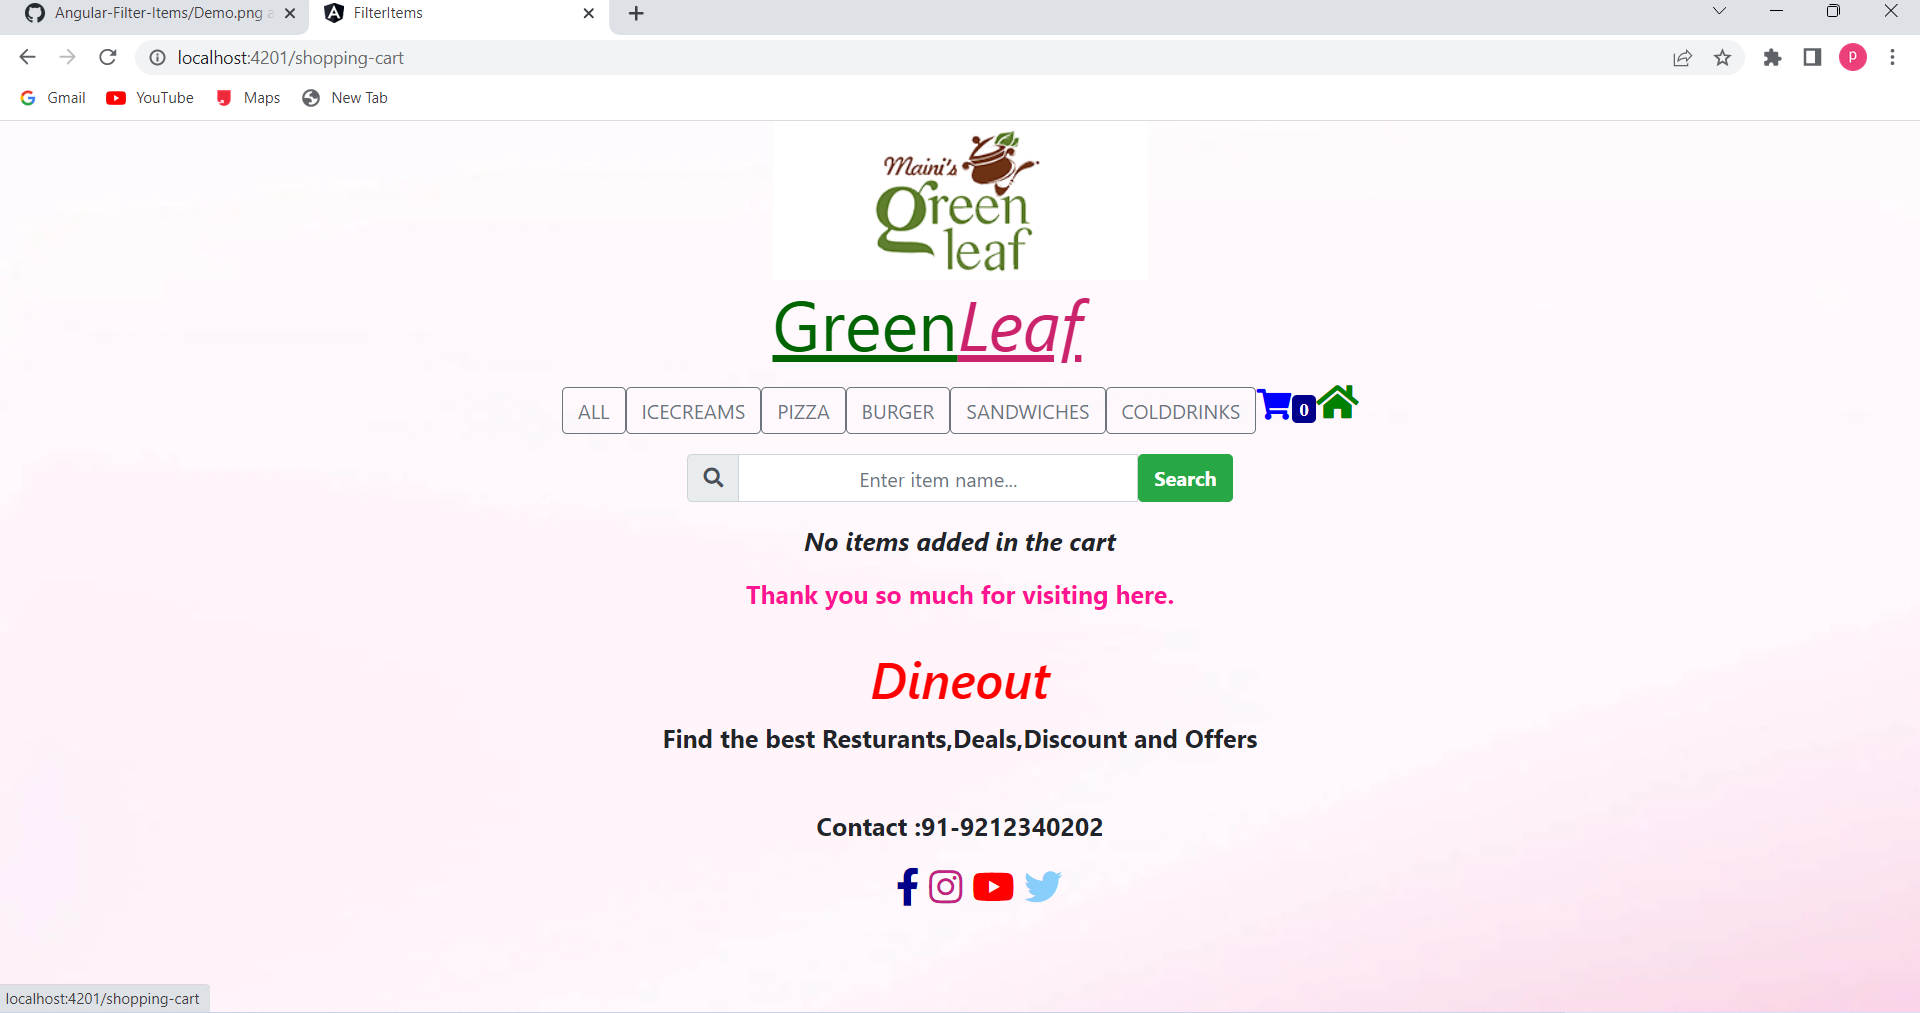 Angular-Filter-Items/Demo.png a
FilterItems
localhost:4201/shopping-cart
P
Gmail YouTube Maps New Tab
Maini's
green
leaf
GreenLeaf
ALL ICECREAMS PIZZA BURGER SANDWICHES COLDDRINKS 0
Enter item name... Search
No items added in the cart
Thank you so much for visiting here.
Dineout
Find the best Resturants,Deals,Discount and Offers
Contact :91-9212340202
localhost:4201/shopping-cart